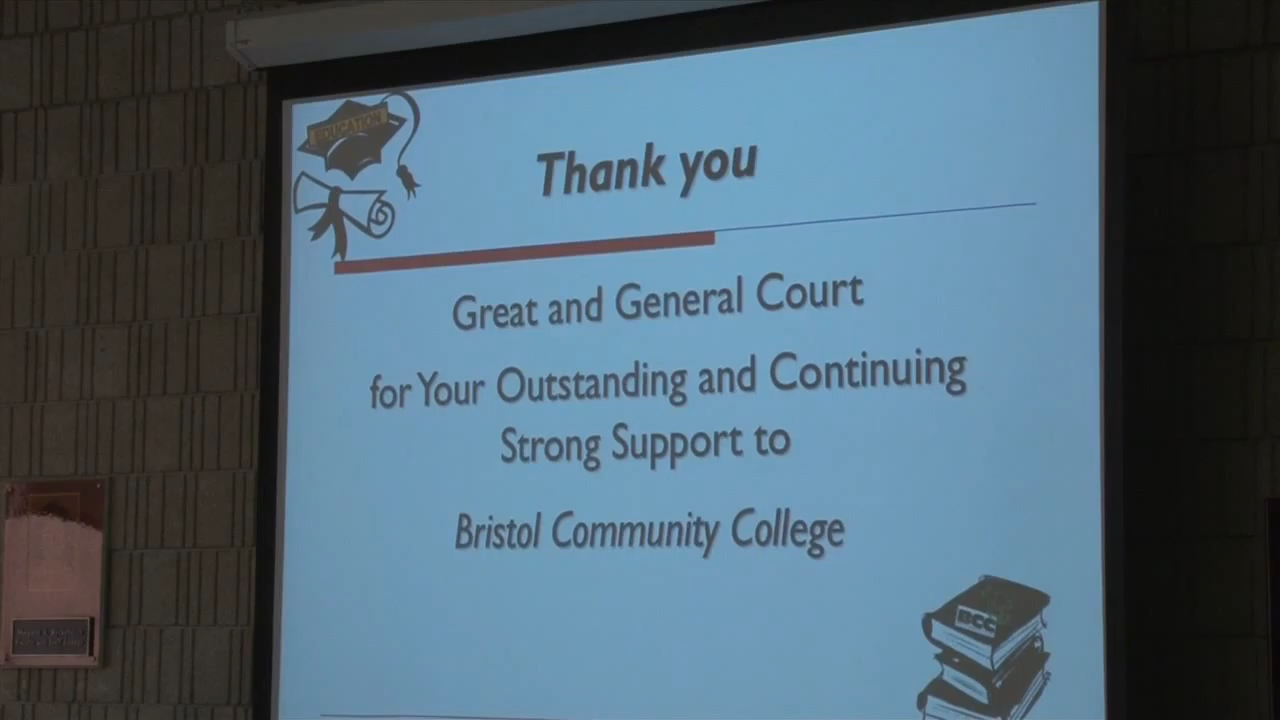 EDUCATION
Thank you
Great and General Court
for Your Outstanding and Continuing
Strong Support to
Bristol Community College
BCC